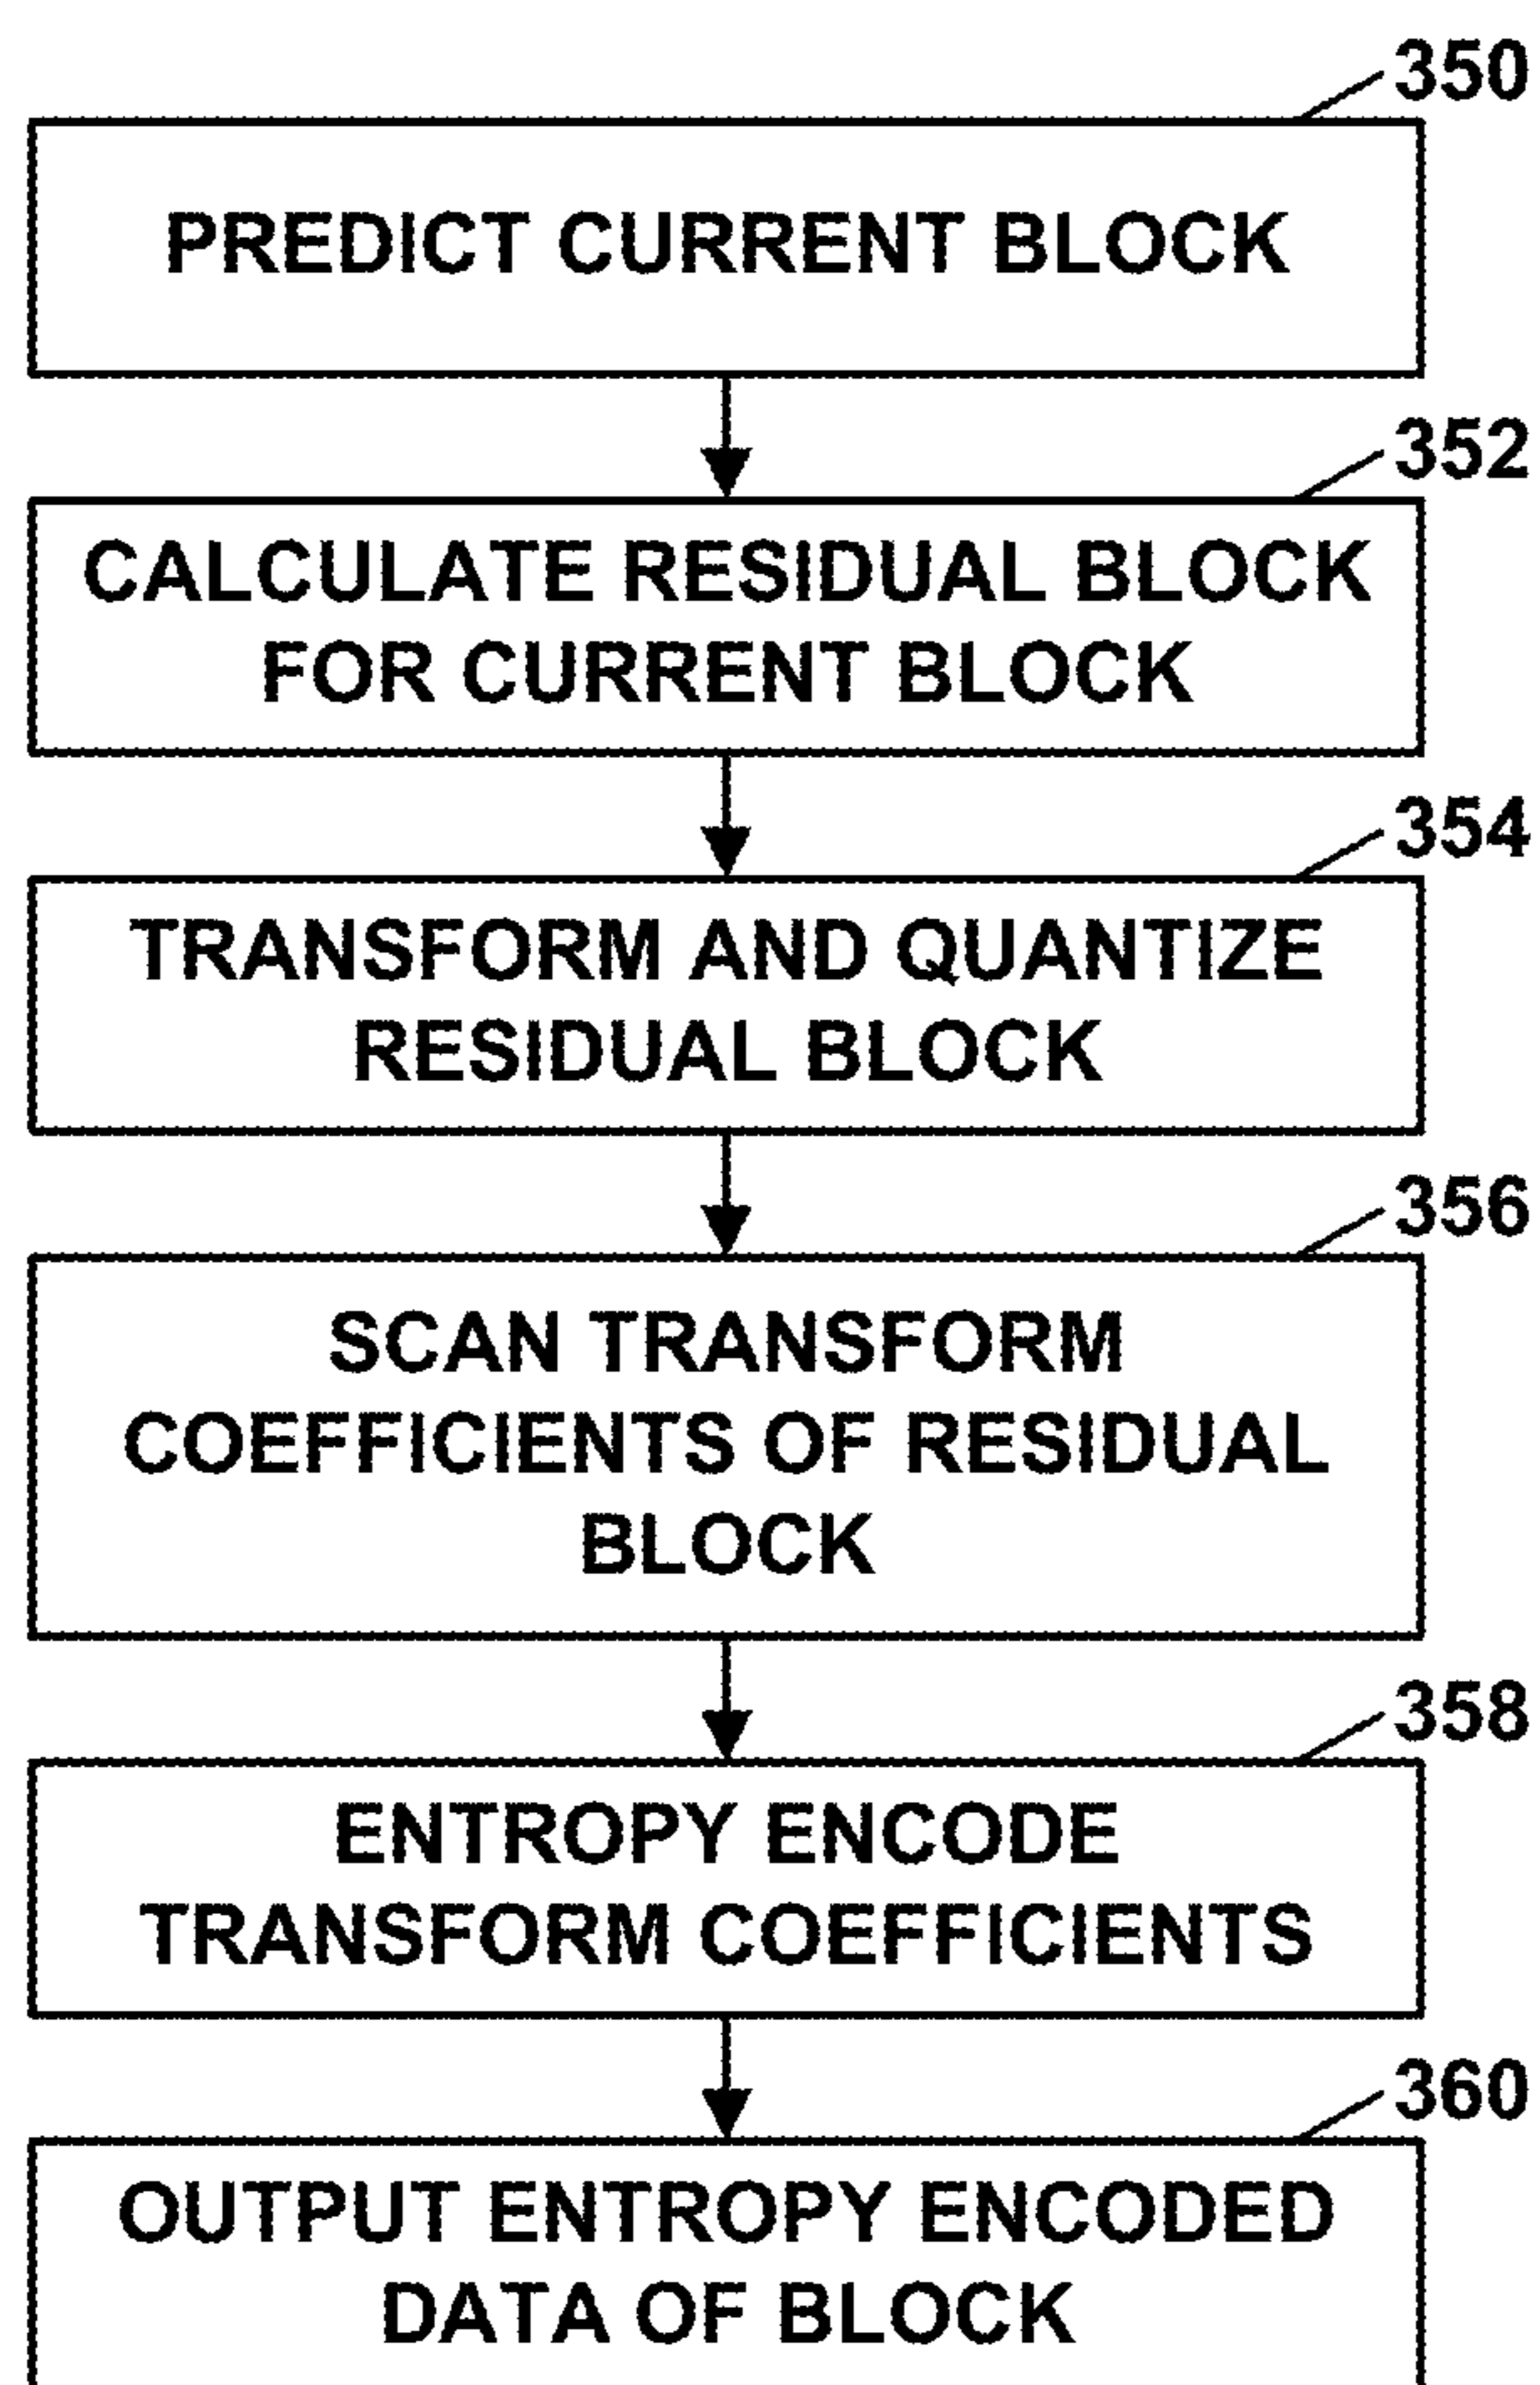 350
PREDICT CURRENT BLOCK
352
CALCULATE RESIDUAL BLOCK
FOR CURRENT BLOCK
354
TRANSFORM AND QUANTIZE
RESIDUAL BLOCK
356
SCAN TRANSFORM
COEFFICIENTS OF RESIDUAL
BLOCK
358
ENTROPY ENCODE
TRANSFORM COEFFICIENTS
360
OUTPUT ENTROPY ENCODED
DATA OF BLOCK